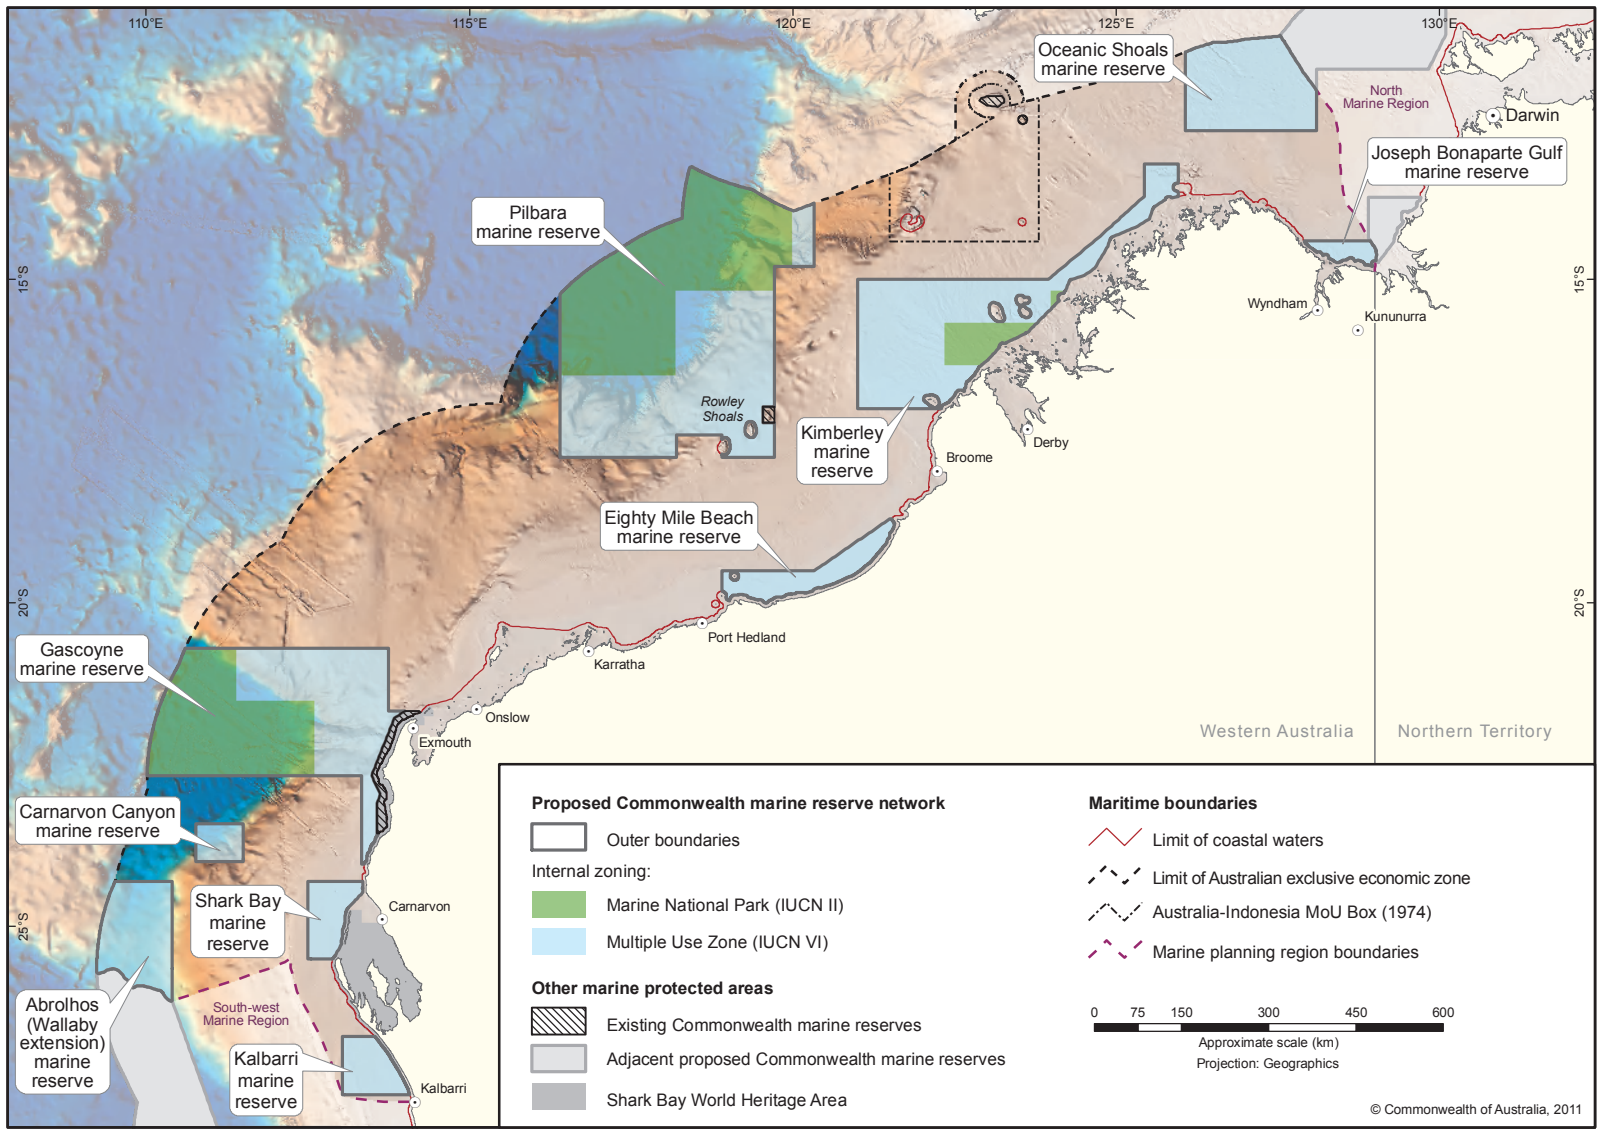 110°E
115°E
120°E
125°E
130°E
Oceanic Shoals
marine reserve
North
Marine Region
Darwin
Joseph Bonaparte Gulf
marine reserve
Pilbara
marine reserve
15°S
15°S
Wyndham
Kununurra
Rowley
Shoals
Kimberley
marine
reserve
Derby
Broome
Eighty Mile Beach
marine reserve
20°S
20°S
Port Hedland
Karratha
Gascoyne
marine reserve
Onslow
Exmouth
Western Australia
Northern Territory
Carnarvon Canyon
marine reserve
Shark Bay
marine
reserve
Carnarvon
25°S
Abrolhos
(Wallaby
extension)
marine
reserve
South-west
Marine Region
Kalbarri
marine
reserve
Kalbarri
Proposed Commonwealth marine reserve network
Outer boundaries
Internal zoning:
Marine National Park (IUCN II)
Multiple Use Zone (IUCN VI)
Other marine protected areas
Existing Commonwealth marine reserves
Adjacent proposed Commonwealth marine reserves
Shark Bay World Heritage Area
Maritime boundaries
Limit of coastal waters
Limit of Australian exclusive economic zone
Australia-Indonesia MoU Box (1974)
Marine planning region boundaries
0 75 150 300 450 600
Approximate scale (km)
Projection: Geographics
© Commonwealth of Australia, 2011